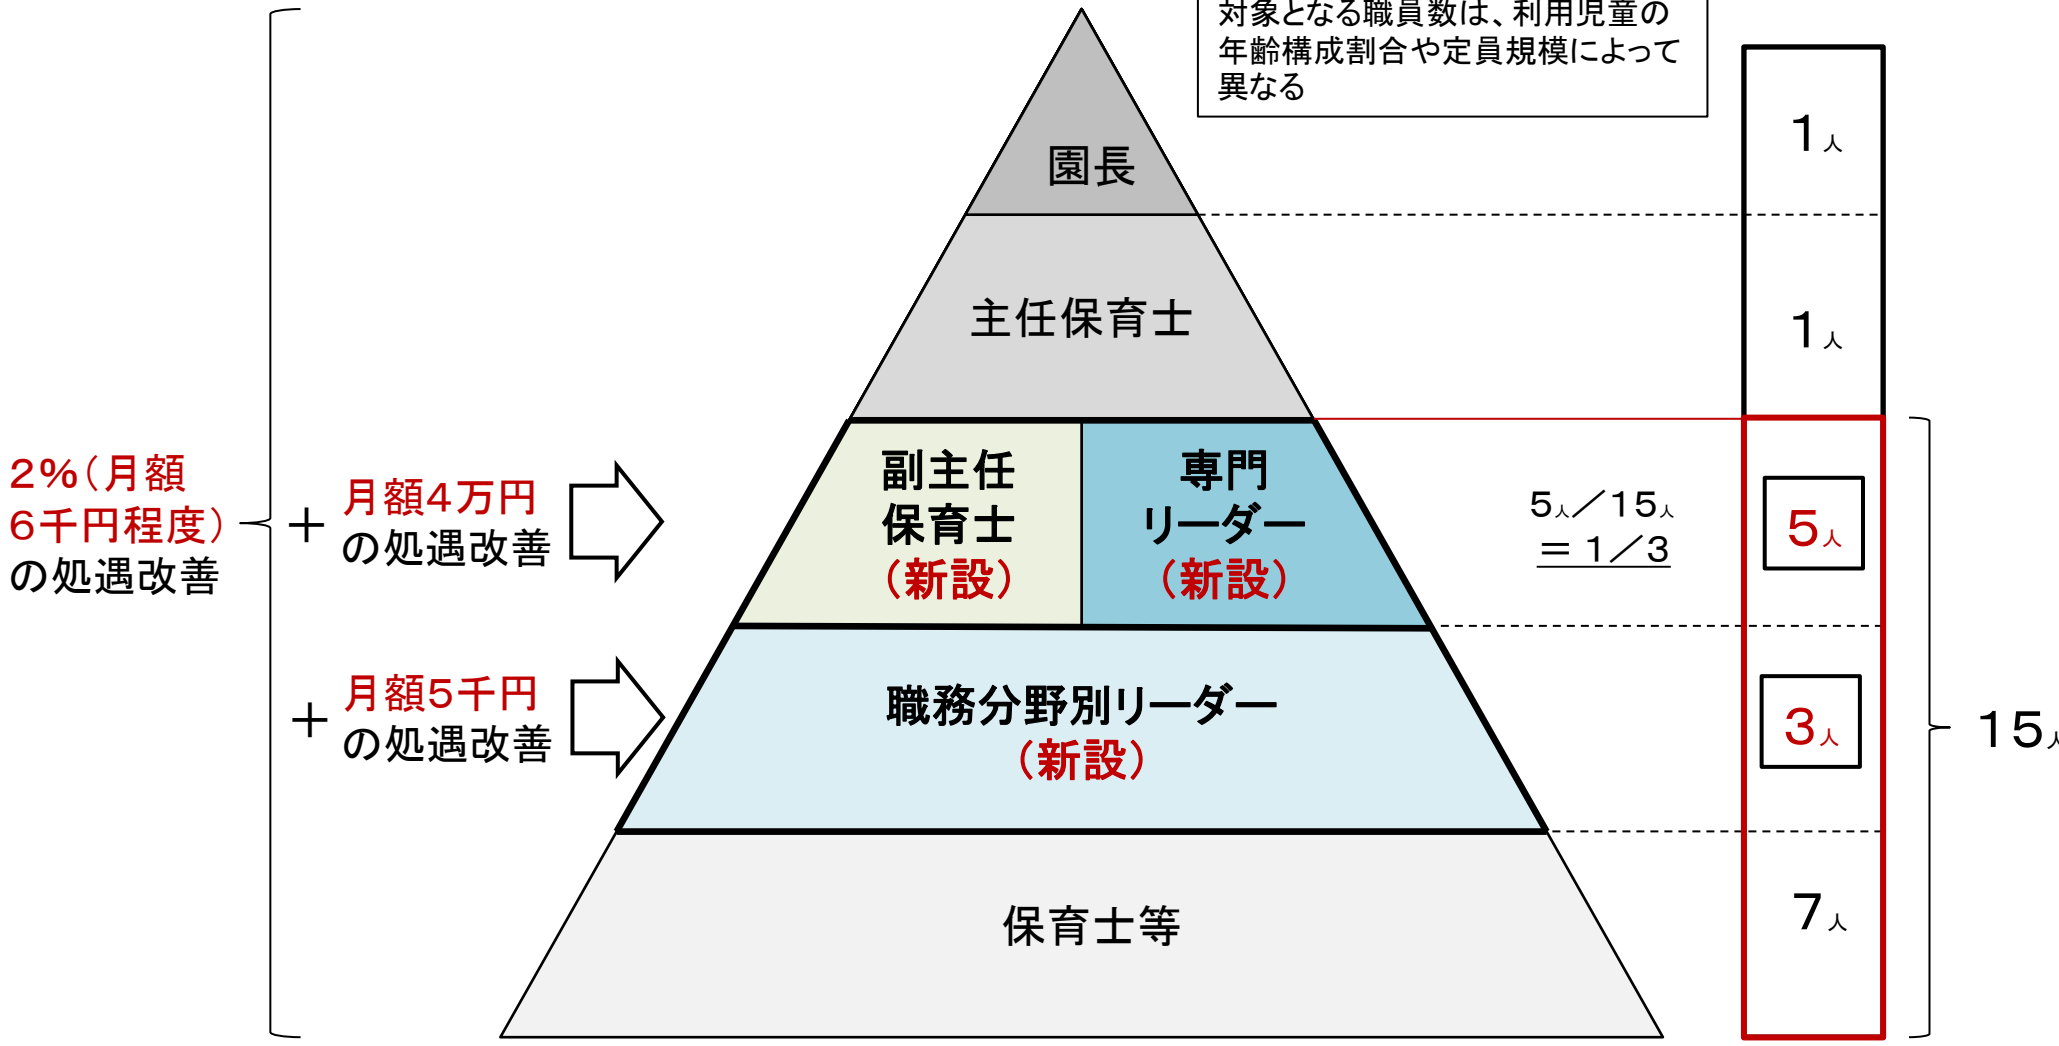 対象となる職員数は、利用児童の
年齢構成割合や定員規模によって
異なる
園長
1人
主任保育士
1人
2%(月額
6千円程度)
の処遇改善
+
月額4万円
の処遇改善
副主任
保育士
(新設)
専門
リーダー
(新設)
5人/15人
=1/3
5人
+
月額5千円
の処遇改善
職務分野別リーダー
(新設)
3人
15人
保育士等
7人